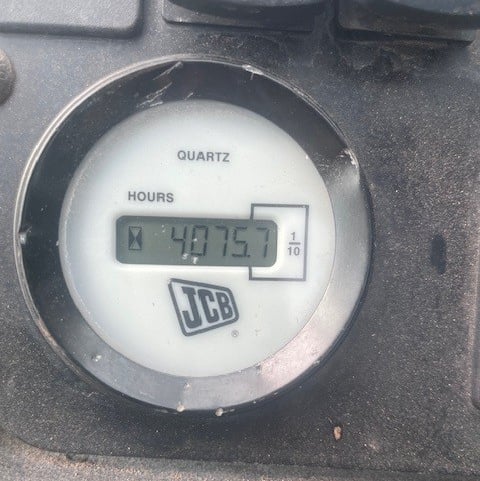 QUARTZ
HOURS
4075.7
1/10
JCB
®